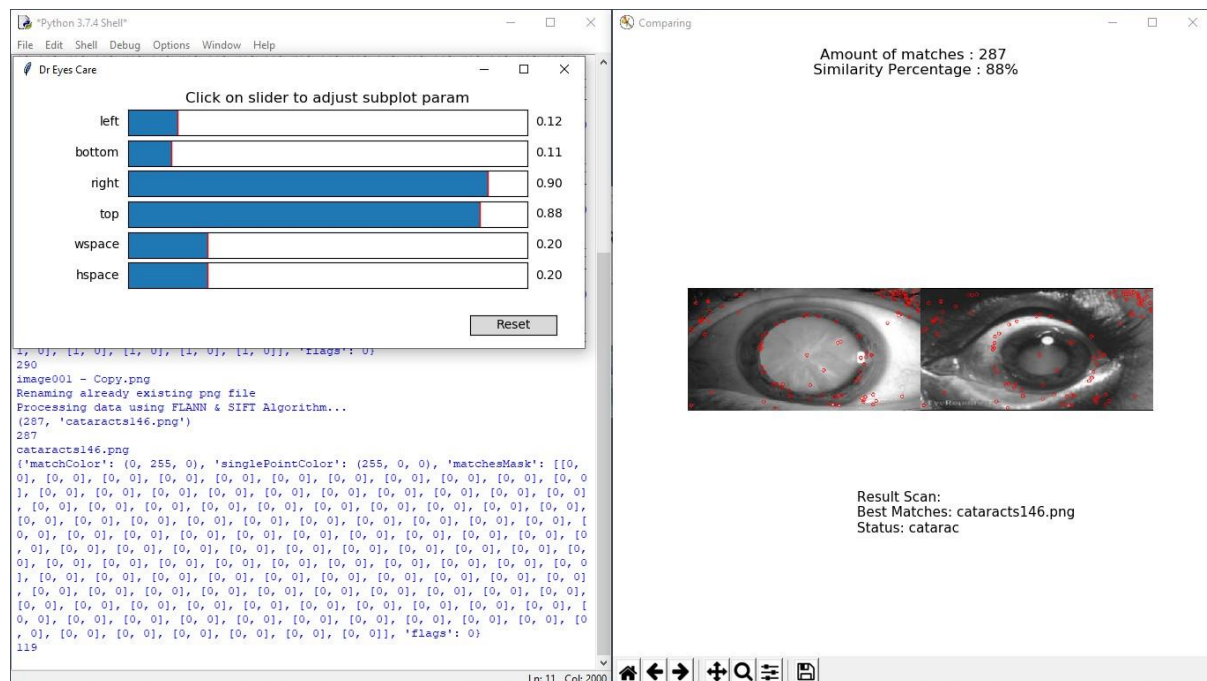 *Python 3.7.4 Shell*
File Edit Shell Debug Options Window Help
Dr Eyes Care
Click on slider to adjust subplot param
left 0.12
bottom 0.11
right 0.90
top 0.88
wspace 0.20
hspace 0.20
Reset
1, 0], [1, 0], [1, 0], [1, 0], [1, 0]], 'flags': 0}
290
image001 - Copy.png
Renaming already existing png file
Processing data using FLANN & SIFT Algorithm...
(287, 'cataracts146.png')
287
cataracts146.png
{'matchColor': (0, 255, 0), 'singlePointColor': (255, 0, 0), 'matchesMask': [[0,
0], [0, 0], [0, 0], [0, 0], [0, 0], [0, 0], [0, 0], [0, 0], [0, 0], [0, 0], [0, 0
], [0, 0], [0, 0], [0, 0], [0, 0], [0, 0], [0, 0], [0, 0], [0, 0], [0, 0], [0, 0]
, [0, 0], [0, 0], [0, 0], [0, 0], [0, 0], [0, 0], [0, 0], [0, 0], [0, 0], [0, 0],
[0, 0], [0, 0], [0, 0], [0, 0], [0, 0], [0, 0], [0, 0], [0, 0], [0, 0], [0, 0], [
0, 0], [0, 0], [0, 0], [0, 0], [0, 0], [0, 0], [0, 0], [0, 0], [0, 0], [0, 0], [0
, 0], [0, 0], [0, 0], [0, 0], [0, 0], [0, 0], [0, 0], [0, 0], [0, 0], [0, 0], [0,
0], [0, 0], [0, 0], [0, 0], [0, 0], [0, 0], [0, 0], [0, 0], [0, 0], [0, 0], [0, 0
], [0, 0], [0, 0], [0, 0], [0, 0], [0, 0], [0, 0], [0, 0], [0, 0], [0, 0], [0, 0]
, [0, 0], [0, 0], [0, 0], [0, 0], [0, 0], [0, 0], [0, 0], [0, 0], [0, 0], [0, 0],
[0, 0], [0, 0], [0, 0], [0, 0], [0, 0], [0, 0], [0, 0], [0, 0], [0, 0], [0, 0], [
0, 0], [0, 0], [0, 0], [0, 0], [0, 0], [0, 0], [0, 0], [0, 0], [0, 0], [0, 0], [0
, 0], [0, 0], [0, 0], [0, 0], [0, 0], [0, 0], [0, 0]], 'flags': 0}
119
Ln: 11 Col: 2000
Comparing
Amount of matches : 287
Similarity Percentage : 88%
Result Scan:
Best Matches: cataracts146.png
Status: catarac